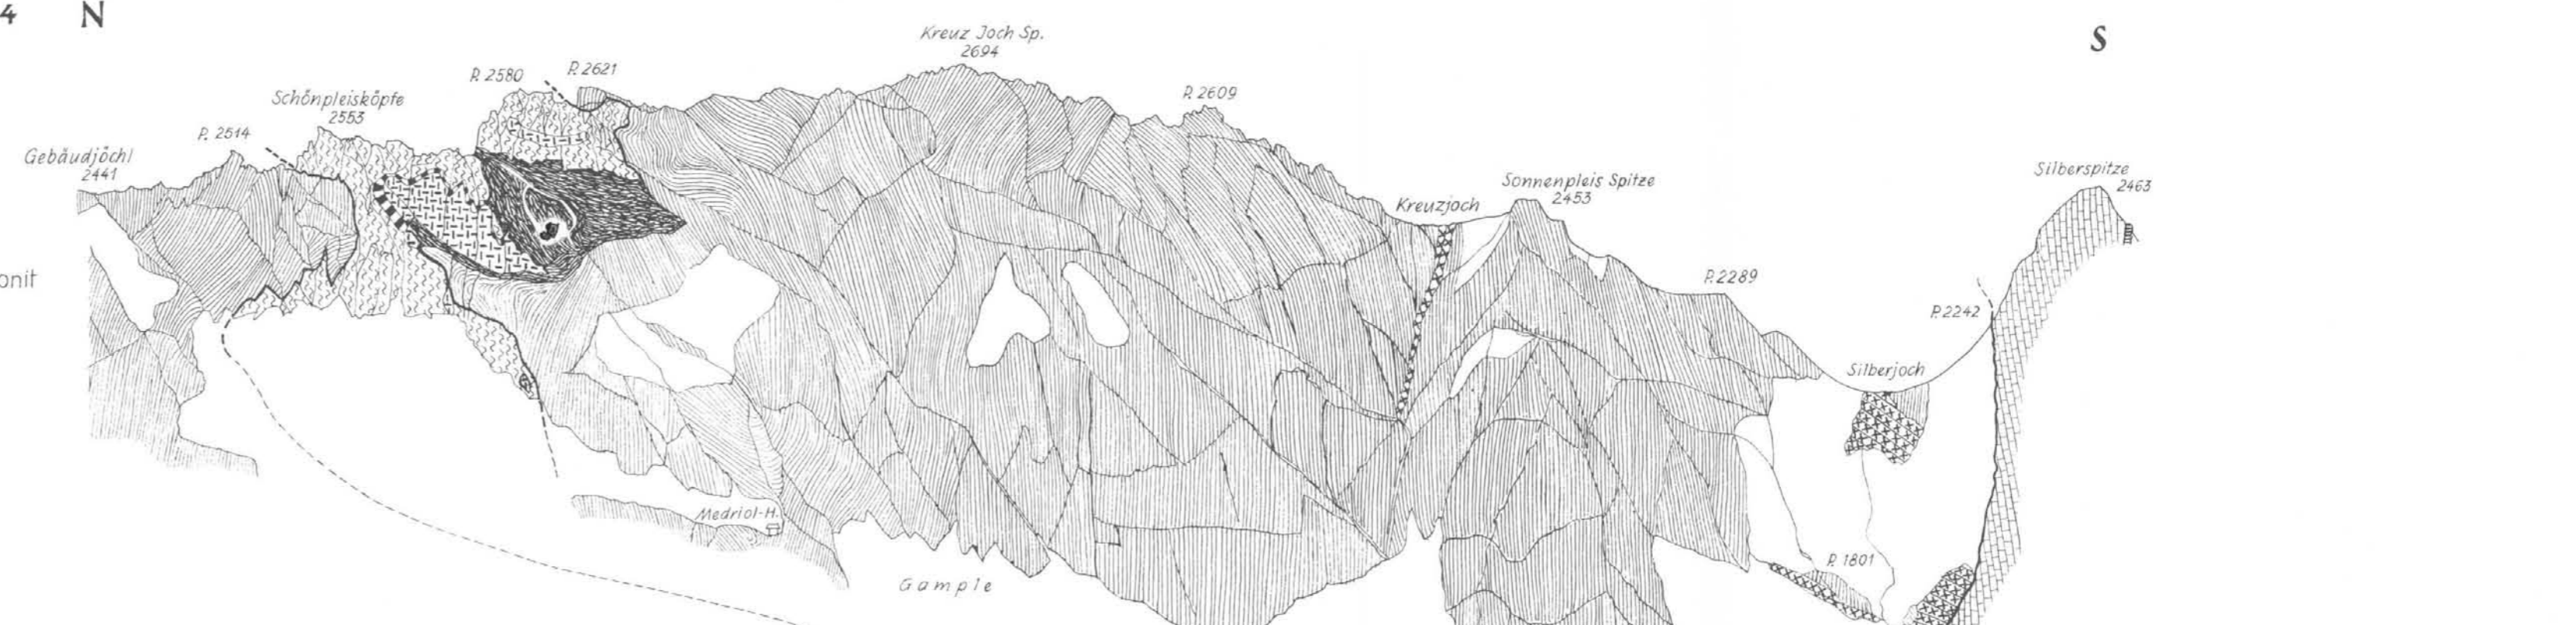 4 N
S
Kreuz Joch Sp.
2694
P. 2580
P. 2621
Schönpleisköpfe
2553
P. 2609
P. 2514
Gebäudjöchl
2441
Silberspitze
2463
Sonnenpleis Spitze
2453
Kreuzjoch
onit
P. 2289
P. 2242
Silberjoch
Medriol-H.
P. 1801
Gample